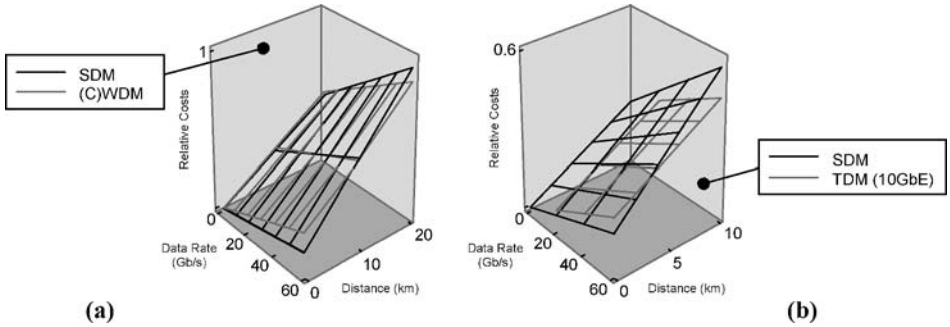 1
Relative Costs
SDM
(C)WDM
0
20
40
60
Data Rate
(Gb/s)
0
10
20
Distance (km)
(a)
0.6
Relative Costs
SDM
TDM (10GbE)
0
20
40
60
Data Rate
(Gb/s)
0
5
10
Distance (km)
(b)